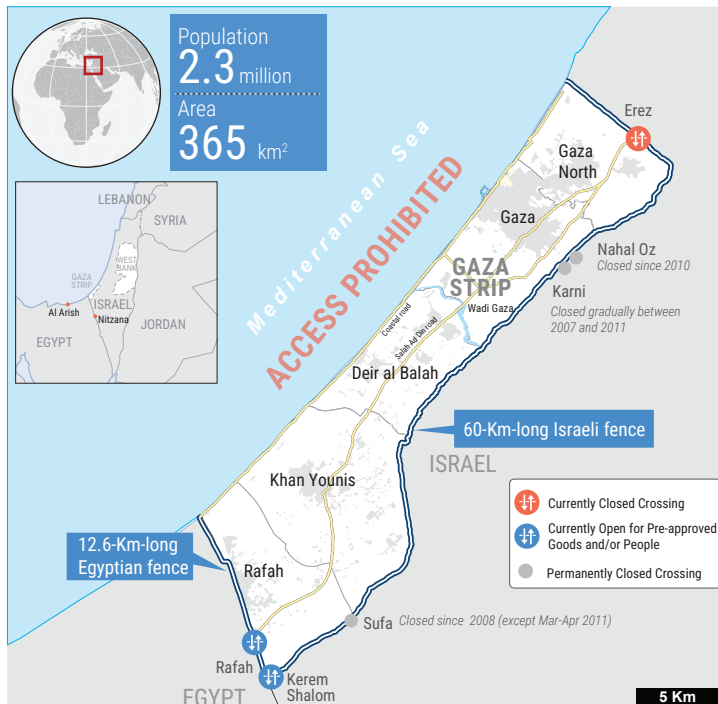 Population
2.3 million
Area
365 km²
LEBANON
SYRIA
WEST
BANK
GAZA
STRIP
ISRAEL
Al Arish
Nitzana
JORDAN
EGYPT
Mediterranean Sea
ACCESS PROHIBITED
Erez
Gaza
North
Gaza
Nahal Oz
Closed since 2010
Karni
Closed gradually between
2007 and 2011
GAZA
STRIP
Wadi Gaza
Coastal road
Salah Ad Din road
Deir al Balah
60-Km-long Israeli fence
ISRAEL
Khan Younis
12.6-Km-long
Egyptian fence
Rafah
Sufa Closed since 2008 (except Mar-Apr 2011)
Rafah
Kerem
Shalom
EGYPT
Currently Closed Crossing
Currently Open for Pre-approved
Goods and/or People
Permanently Closed Crossing
5 Km